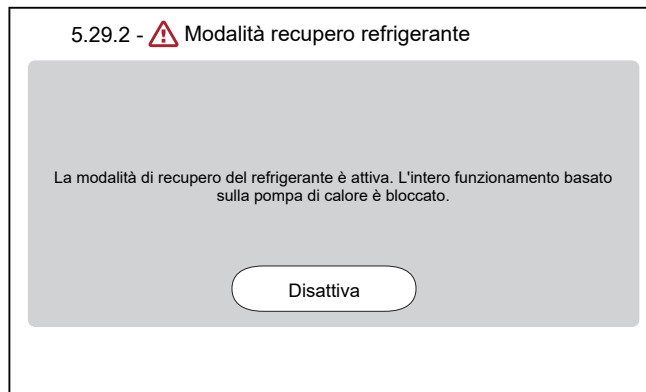 5.29.2 - Modalità recupero refrigerante
La modalità di recupero del refrigerante è attiva. L'intero funzionamento basato
sulla pompa di calore è bloccato.
Disattiva